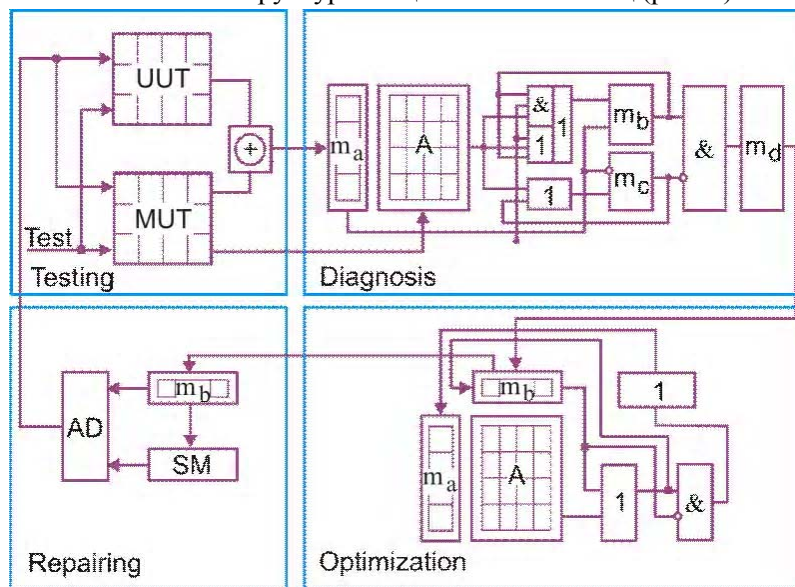 UUT
MUT
+
Test
Testing
m_a
A
&
1
1
1
m_b
m_c
&
m_d
Diagnosis
m_b
AD
SM
Repairing
m_b
1
m_a
A
1
&
Optimization